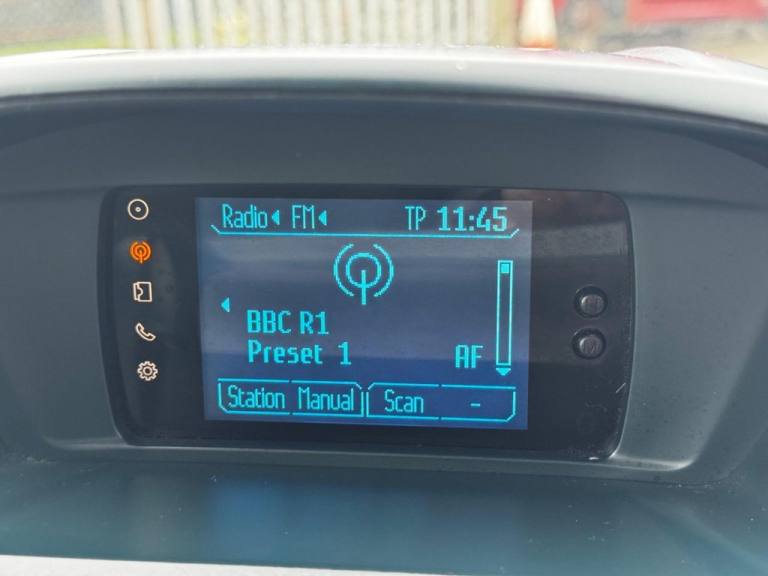 Radio FM TP 11:45
BBC R1
Preset 1 AF
Station Manual Scan -